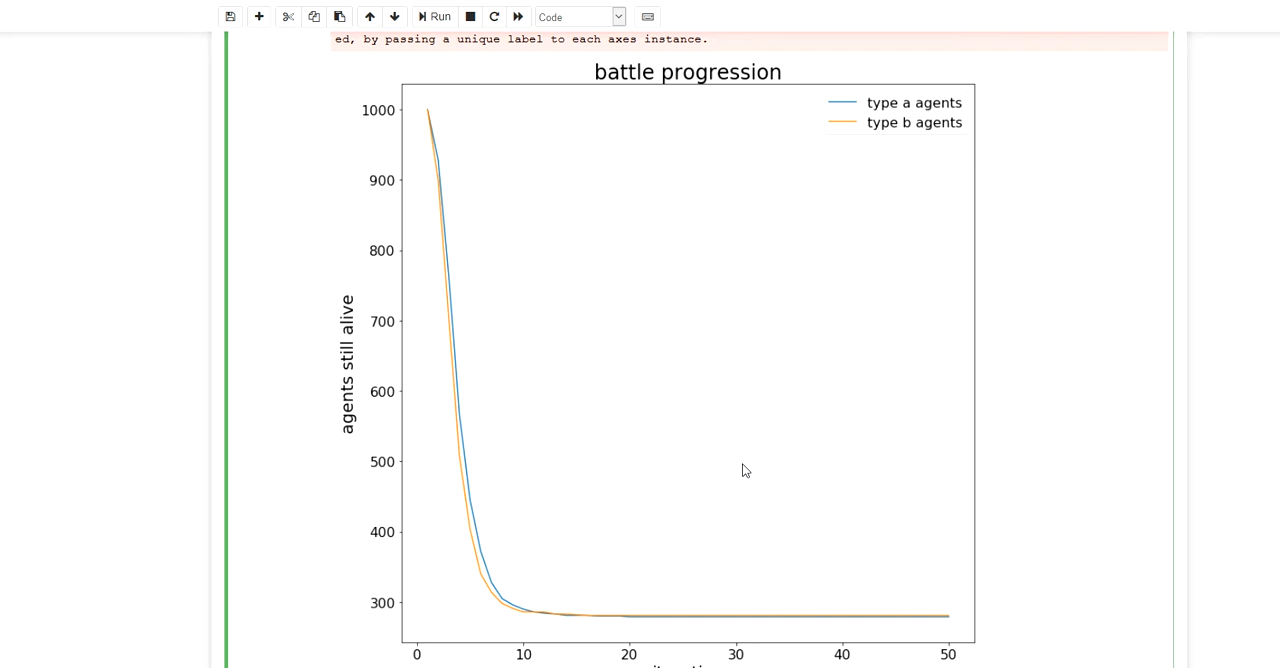 Run Code
ed, by passing a unique label to each axes instance.
battle progression
type a agents
type b agents
agents still alive
1000
900
800
700
600
500
400
300
0 10 20 30 40 50